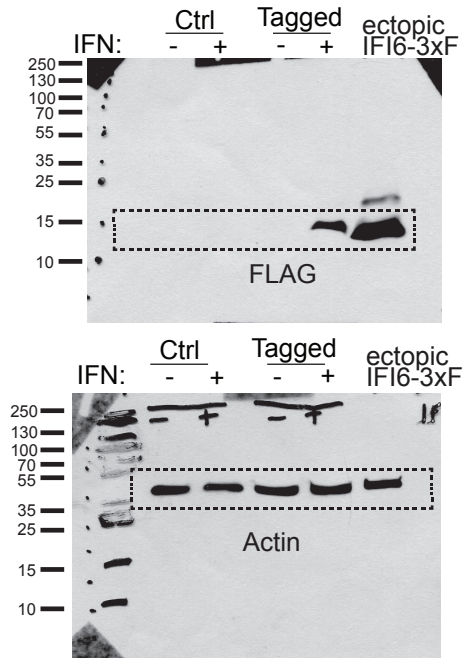 Ctrl Tagged ectopic
IFN: - + - + IFI6-3xF
250
130
100
70
55
35
25
15
10
FLAG
Ctrl Tagged ectopic
IFN: - + - + IFI6-3xF
- + - + IF
250
130
100
70
55
35
25
15
10
Actin